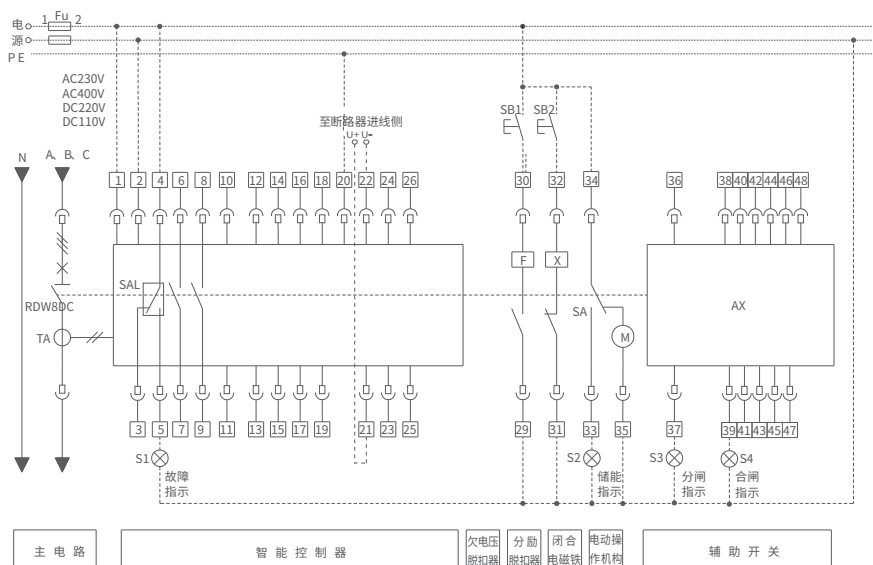 电 1 Fu 2
源
PE
AC230V
AC400V
DC220V
DC110V
至断路器进线侧
U+ U-
SB1 SB2
N A、B、C
1 2 4 6 8 10 12 14 16 18 20 22 24 26 30 32 34 36 38 40 42 44 46 48
F X
SAL
RDW8DC
SA
AX
TA
M
3 5 7 9 11 13 15 17 19 21 23 25 29 31 33 35 37 39 41 43 45 47
S1 S2 S3 S4
故障 储能 分闸 合闸
指示 指示 指示 指示
主电路 智能控制器 欠电压 分励 闭合 电动操 辅助开关
脱扣器 脱扣器 电磁铁 作机构